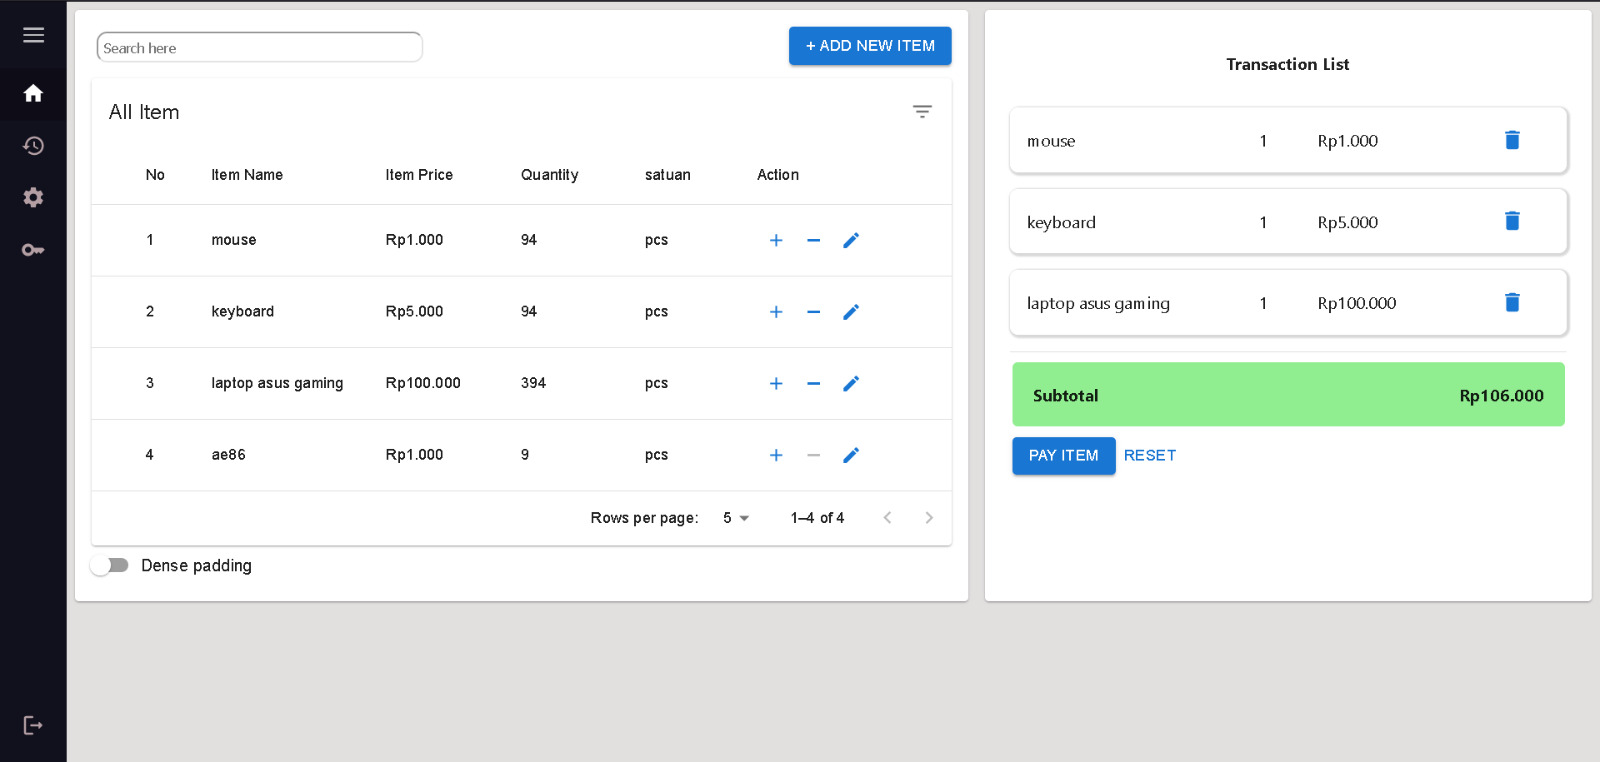 Search here
+ ADD NEW ITEM
All Item
No Item Name Item Price Quantity satuan Action
1 mouse Rp1.000 94 pcs
2 keyboard Rp5.000 94 pcs
3 laptop asus gaming Rp100.000 394 pcs
4 ae86 Rp1.000 9 pcs
Rows per page: 5 1–4 of 4
Dense padding
Transaction List
mouse 1 Rp1.000
keyboard 1 Rp5.000
laptop asus gaming 1 Rp100.000
Subtotal Rp106.000
PAY ITEM RESET